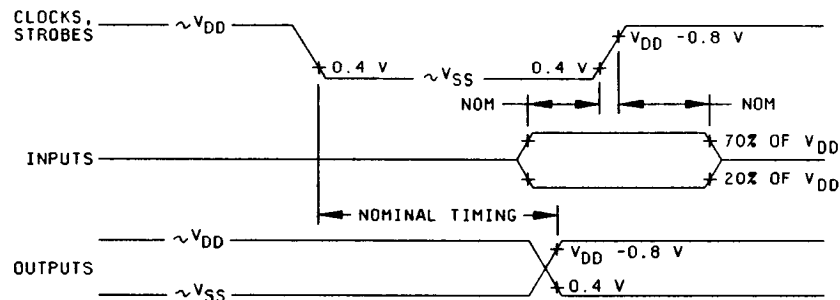 CLOCKS,
STROBES
~VDD
0.4 V
~VSS
0.4 V
VDD -0.8 V
NOM
NOM
INPUTS
70% OF VDD
20% OF VDD
NOMINAL TIMING
~VDD
VDD -0.8 V
OUTPUTS
~VSS
0.4 V